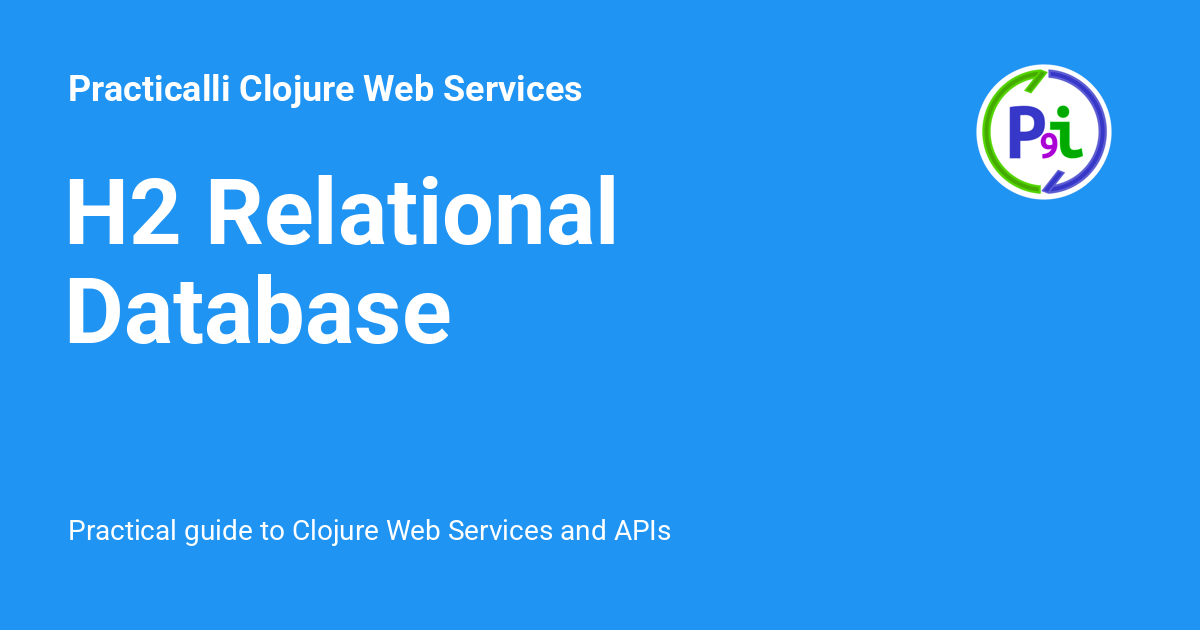 Practicalli Clojure Web Services
P9i
H2 Relational
Database
Practical guide to Clojure Web Services and APIs